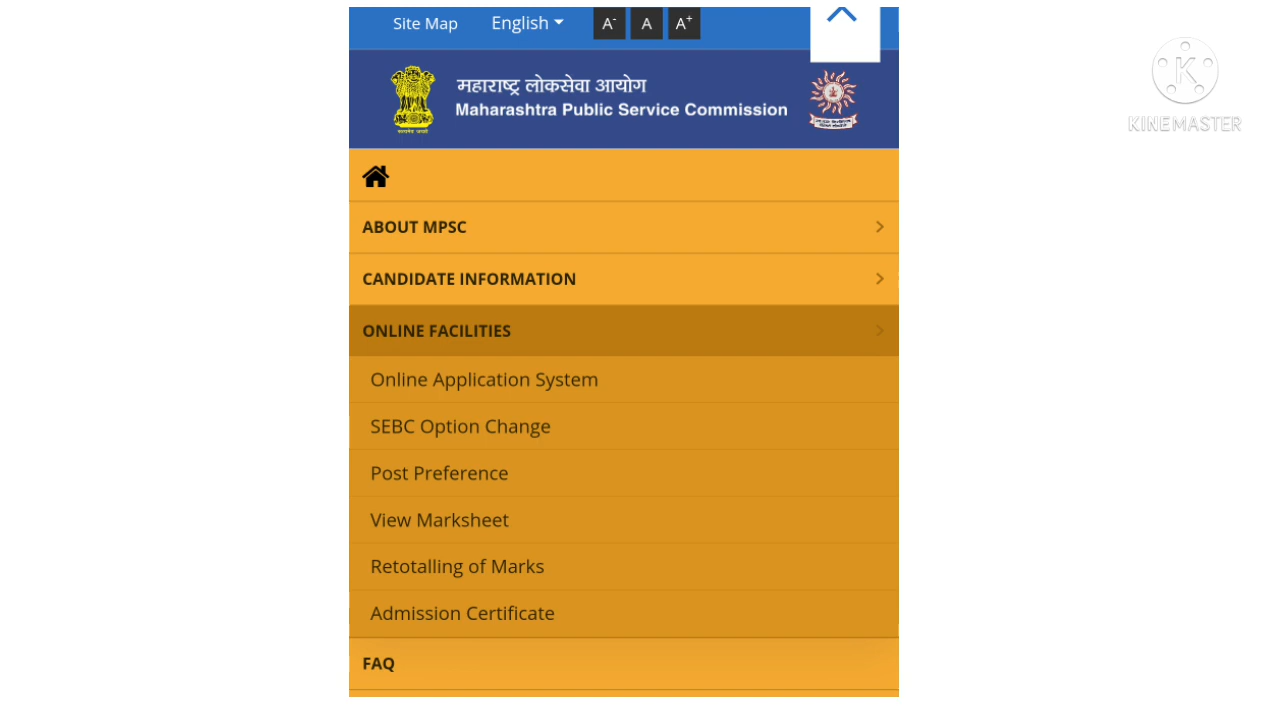 Site Map English A- A A+
महाराष्ट्र लोकसेवा आयोग
Maharashtra Public Service Commission
ABOUT MPSC
CANDIDATE INFORMATION
ONLINE FACILITIES
Online Application System
SEBC Option Change
Post Preference
View Marksheet
Retotalling of Marks
Admission Certificate
FAQ
K
KINEMASTER